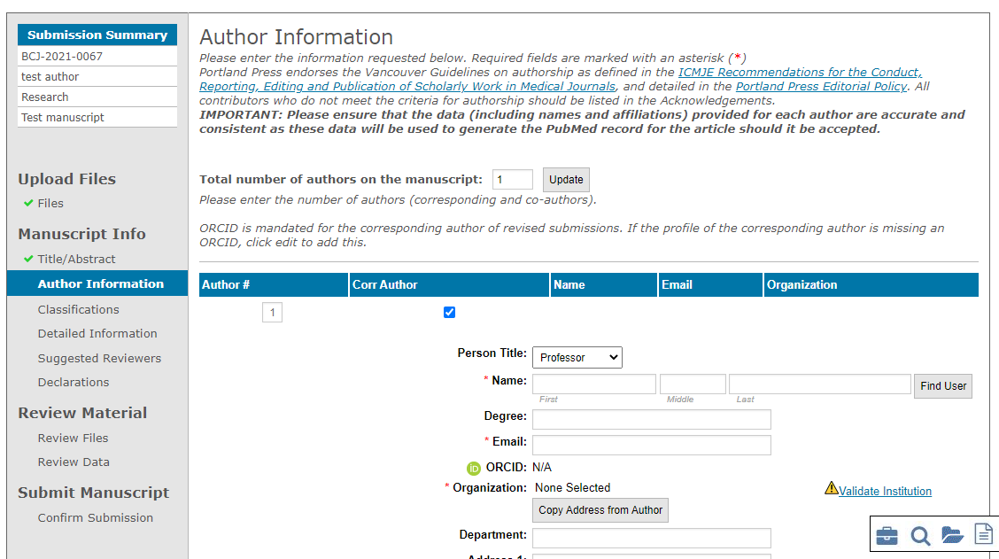 Submission Summary
BCJ-2021-0067
test author
Research
Test manuscript
Upload Files
Files
Manuscript Info
Title/Abstract
Author Information
Classifications
Detailed Information
Suggested Reviewers
Declarations
Review Material
Review Files
Review Data
Submit Manuscript
Confirm Submission
Author Information
Please enter the information requested below. Required fields are marked with an asterisk (*)
Portland Press endorses the Vancouver Guidelines on authorship as defined in the ICMJE Recommendations for the Conduct,
Reporting, Editing and Publication of Scholarly Work in Medical Journals, and detailed in the Portland Press Editorial Policy. All
contributors who do not meet the criteria for authorship should be listed in the Acknowledgements.
IMPORTANT: Please ensure that the data (including names and affiliations) provided for each author are accurate and
consistent as these data will be used to generate the PubMed record for the article should it be accepted.
Total number of authors on the manuscript: 1 Update
Please enter the number of authors (corresponding and co-authors).
ORCID is mandated for the corresponding author of revised submissions. If the profile of the corresponding author is missing an
ORCID, click edit to add this.
Author # Corr Author Name Email Organization
1
Person Title: Professor
* Name: Find User
First Middle Last
Degree:
* Email:
iD ORCID: N/A
* Organization: None Selected Validate Institution
Copy Address from Author
Department:
Address 1: